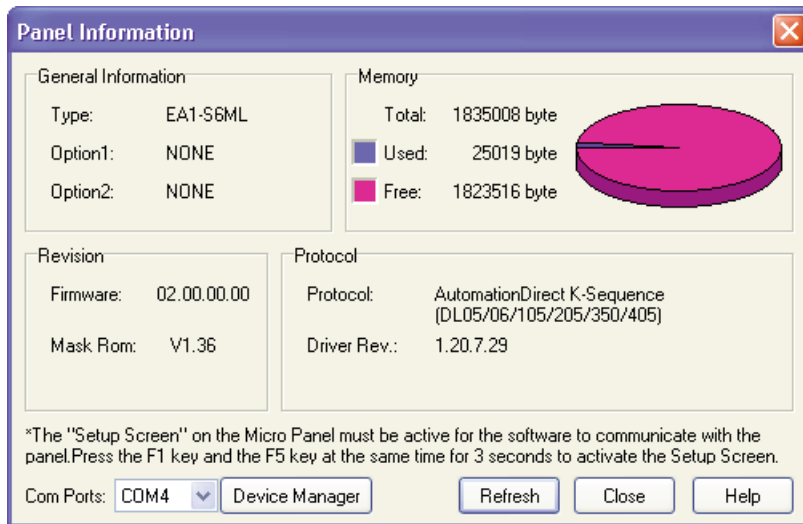 Panel Information
General Information
Type: EA1-S6ML
Option1: NONE
Option2: NONE
Memory
Total: 1835008 byte
Used: 25019 byte
Free: 1823516 byte
Revision
Firmware: 02.00.00.00
Mask Rom: V1.36
Protocol
Protocol: AutomationDirect K-Sequence
(DL05/06/105/205/350/405)
Driver Rev.: 1.20.7.29
*The "Setup Screen" on the Micro Panel must be active for the software to communicate with the
panel.Press the F1 key and the F5 key at the same time for 3 seconds to activate the Setup Screen.
Com Ports: COM4 Device Manager Refresh Close Help